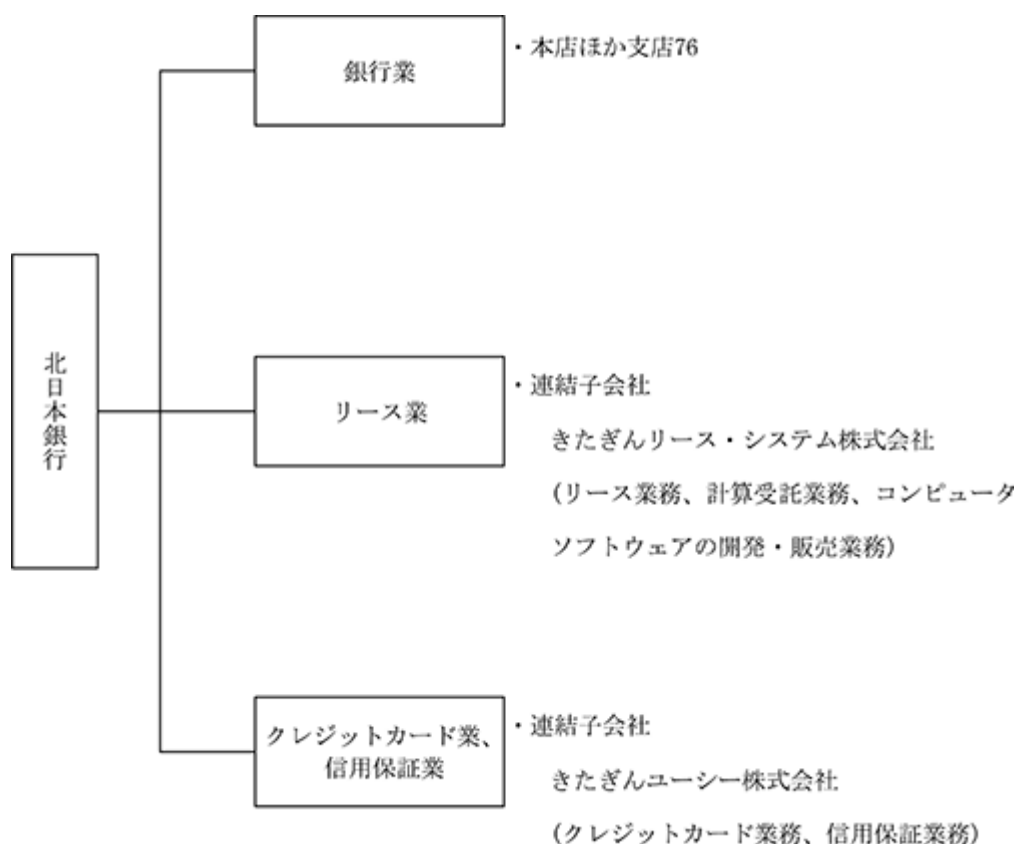 銀行業
・本店ほか支店76
北日本銀行
リース業
・連結子会社
きたぎんリース・システム株式会社
(リース業務、計算受託業務、コンピュータ
ソフトウェアの開発・販売業務)
クレジットカード業、
信用保証業
・連結子会社
きたぎんユーシー株式会社
(クレジットカード業務、信用保証業務)